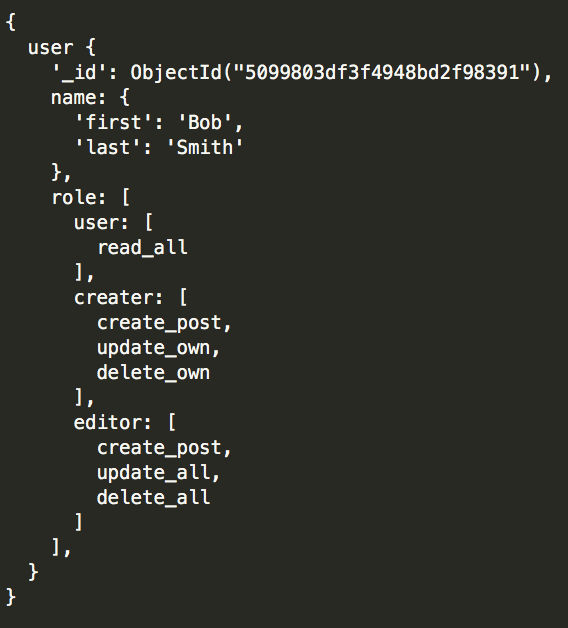 {
  user {
    '_id': ObjectId("5099803df3f4948bd2f98391"),
    name: {
      'first': 'Bob',
      'last': 'Smith'
    },
    role: [
      user: [
        read_all
      ],
      creater: [
        create_post,
        update_own,
        delete_own
      ],
      editor: [
        create_post,
        update_all,
        delete_all
      ]
    ],
  }
}